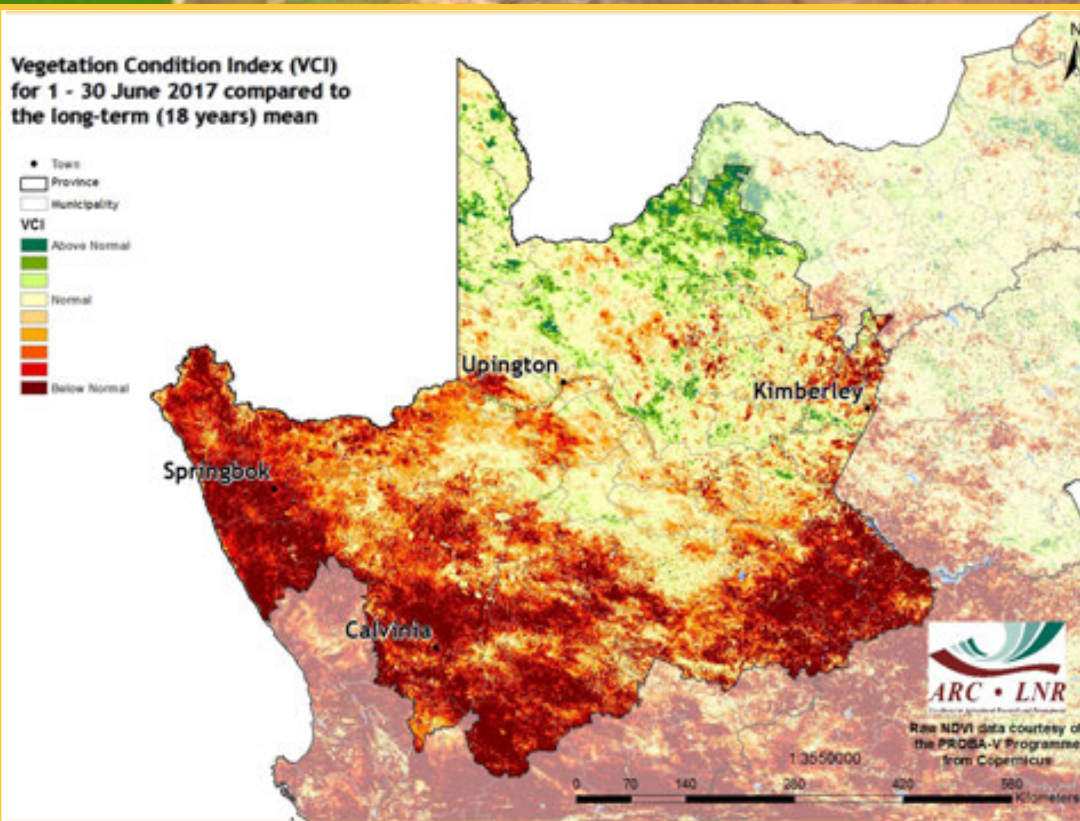 Vegetation Condition Index (VCI)
for 1 - 30 June 2017 compared to
the long-term (18 years) mean
Town
Province
Municipality
VCI
Above Normal
Normal
Below Normal
N
Upington
Kimberley
Springbok
Calvinia
ARC • LNR
Raw NDVI data courtesy of
the PROBA-V Programme
from Copernicus
1:3550000
0 70 140 280 420 560
Kilometers